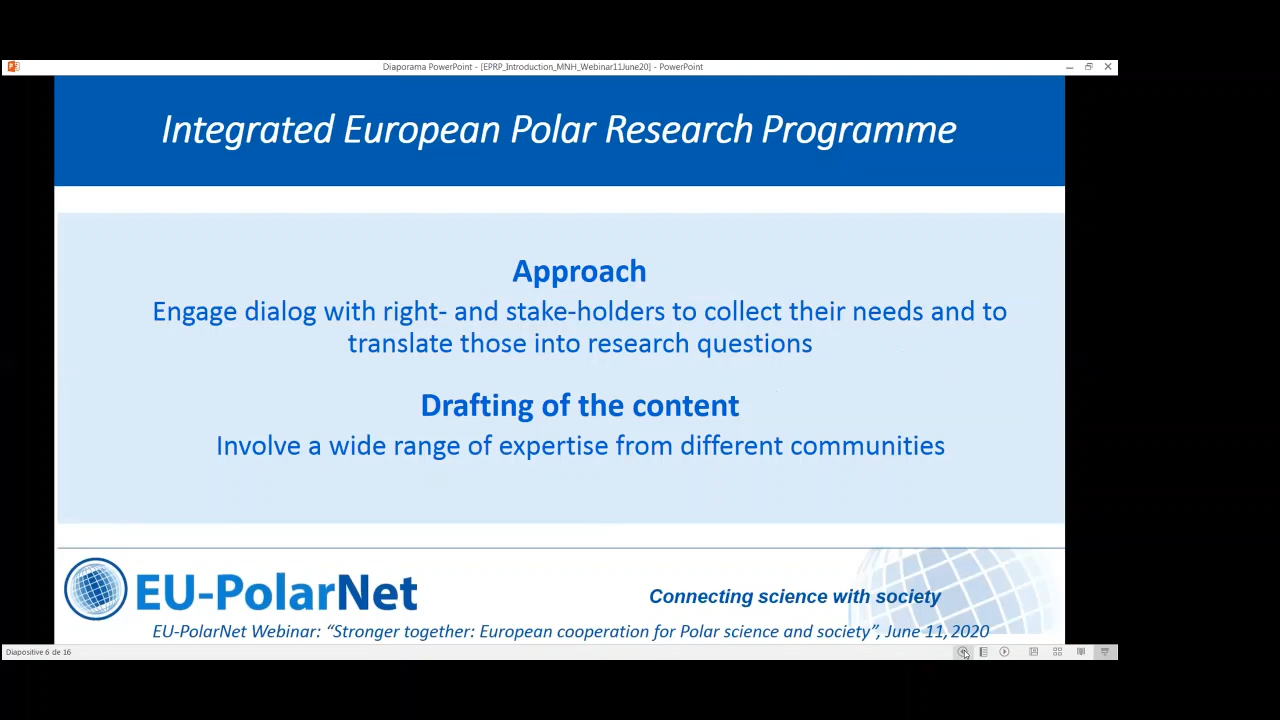 Diaporama PowerPoint - [EPRP_Introduction_MNH_Webinar11June20] - PowerPoint
Integrated European Polar Research Programme
Approach
Engage dialog with right- and stake-holders to collect their needs and to
translate those into research questions
Drafting of the content
Involve a wide range of expertise from different communities
EU-PolarNet
Connecting science with society
EU-PolarNet Webinar: “Stronger together: European cooperation for Polar science and society”, June 11, 2020
Diapositive 6 de 16